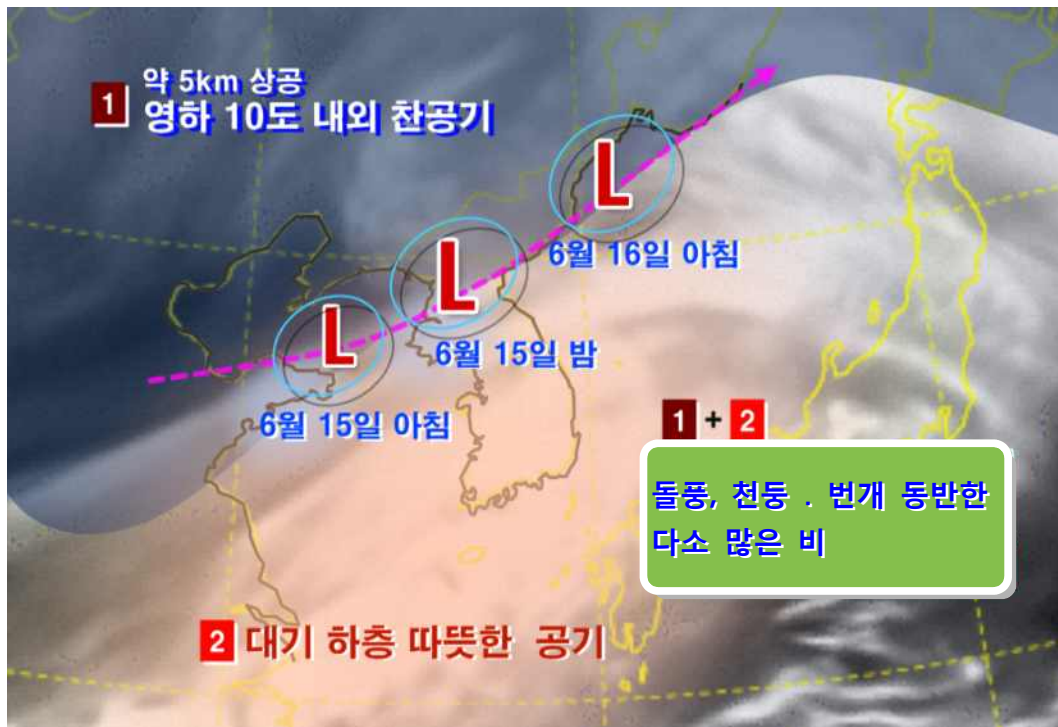 1 약 5km 상공
영하 10도 내외 찬공기
L
6월 16일 아침
L
6월 15일 밤
L
6월 15일 아침
1 + 2
돌풍, 천둥 . 번개 동반한
다소 많은 비
2 대기 하층 따뜻한 공기